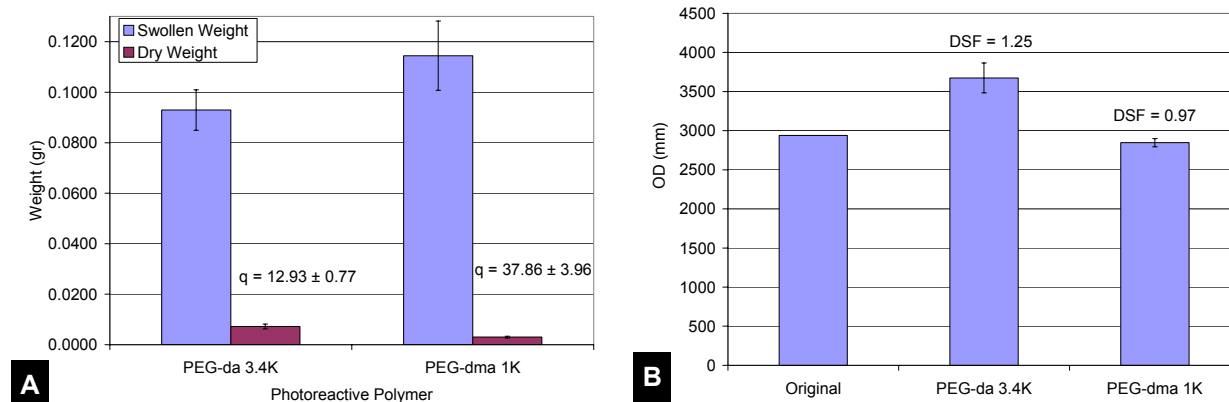 Swollen Weight
Dry Weight
0.1200
0.1000
0.0800
0.0600
0.0400
0.0200
0.0000
Weight (gr)
q = 12.93 ± 0.77
q = 37.86 ± 3.96
PEG-da 3.4K
PEG-dma 1K
Photoreactive Polymer
A
4500
4000
3500
3000
2500
2000
1500
1000
500
0
OD (mm)
DSF = 1.25
DSF = 0.97
Original
PEG-da 3.4K
PEG-dma 1K
B